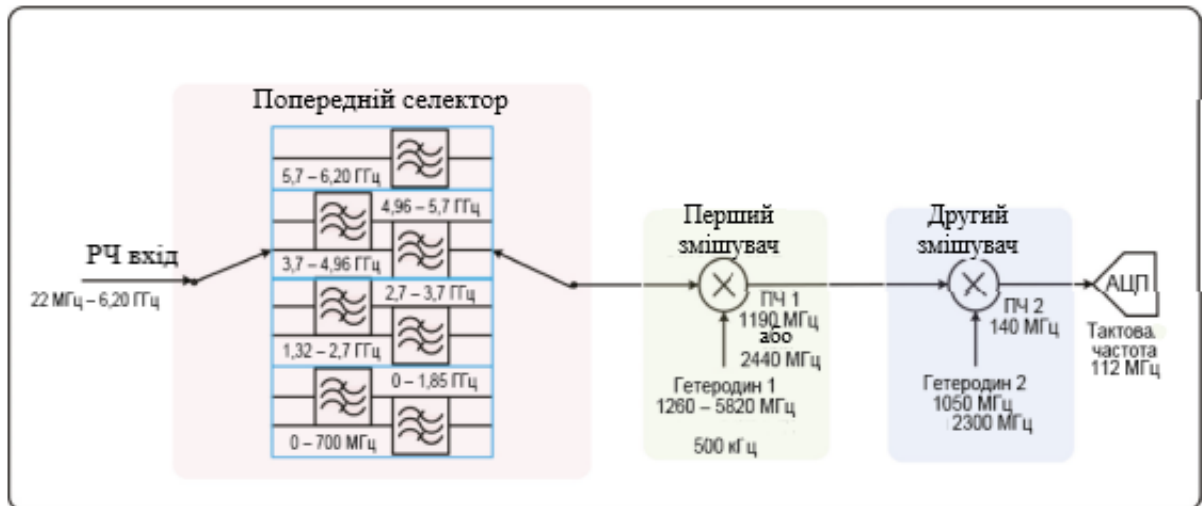 Попередній селектор
5,7 – 6,20 ГГц
4,96 – 5,7 ГГц
3,7 – 4,96 ГГц
2,7 – 3,7 ГГц
1,32 – 2,7 ГГц
0 – 1,85 ГГц
0 – 700 МГц
РЧ вхід
22 МГц – 6,20 ГГц
Перший
змішувач
ПЧ 1
1190 МГц
або
2440 МГц
Гетеродин 1
1260 – 5820 МГц
500 кГц
Другий
змішувач
ПЧ 2
140 МГц
Гетеродин 2
1050 МГц
2300 МГц
АЦП
Тактова
частота
112 МГц